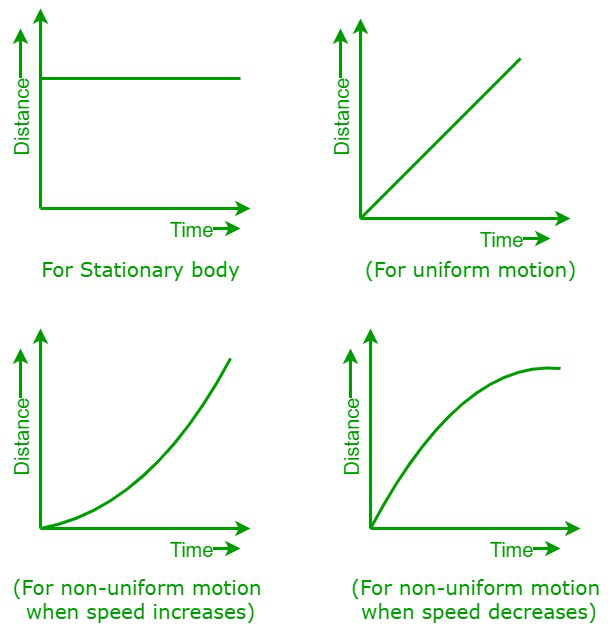 Distance
Time
For Stationary body
Distance
Time
(For uniform motion)
Distance
Time
(For non-uniform motion
when speed increases)
Distance
Time
(For non-uniform motion
when speed decreases)